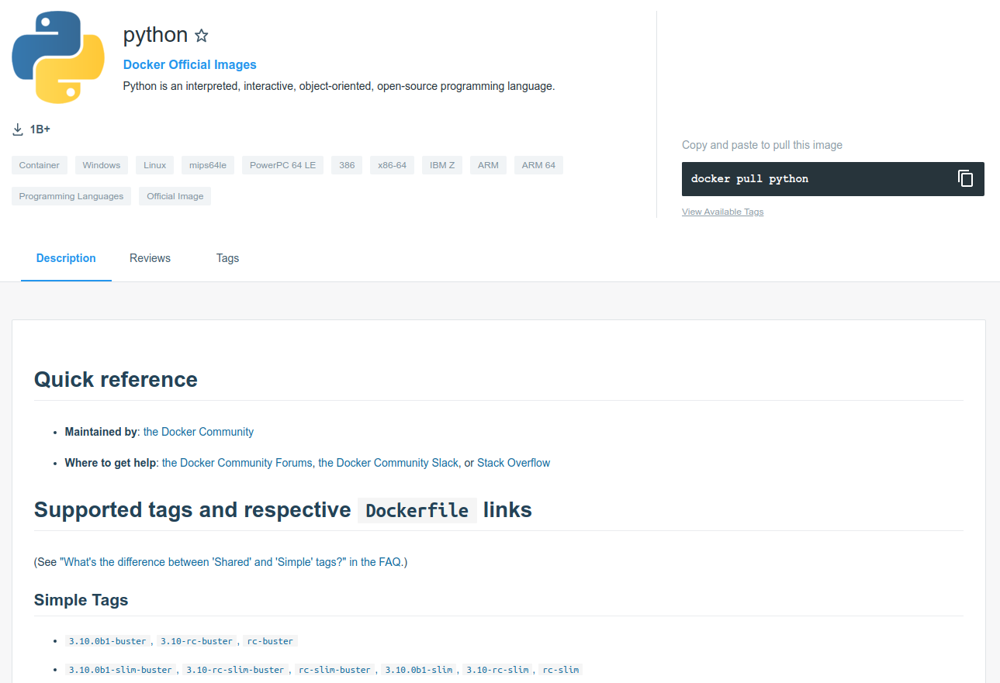 python
Docker Official Images
Python is an interpreted, interactive, object-oriented, open-source programming language.
1B+
Container Windows Linux mips64le PowerPC 64 LE 386 x86-64 IBM Z ARM ARM 64
Programming Languages Official Image
Copy and paste to pull this image
docker pull python
View Available Tags
Description Reviews Tags
Quick reference
• Maintained by: the Docker Community
• Where to get help: the Docker Community Forums, the Docker Community Slack, or Stack Overflow
Supported tags and respective Dockerfile links
(See "What's the difference between 'Shared' and 'Simple' tags?" in the FAQ.)
Simple Tags
• 3.10.0b1-buster, 3.10-rc-buster, rc-buster
• 3.10.0b1-slim-buster, 3.10-rc-slim-buster, rc-slim-buster, 3.10.0b1-slim, 3.10-rc-slim, rc-slim